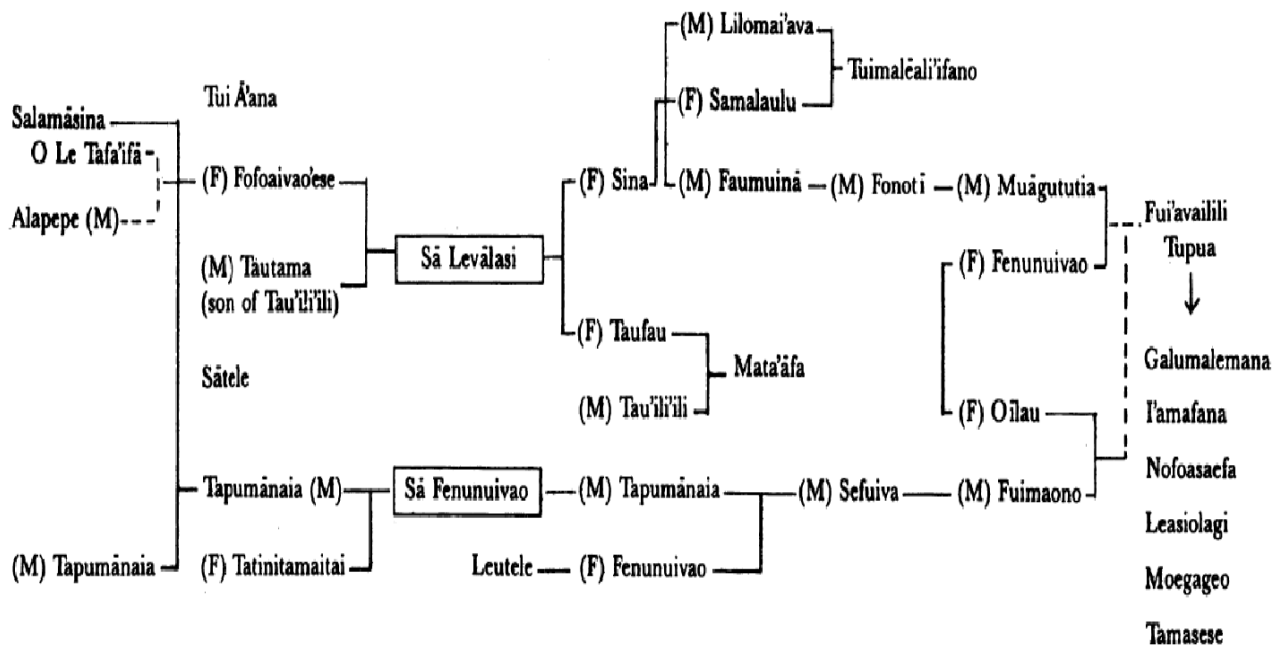 (M) Lilomai'ava
Tuimalēali'ifano
(F) Samalaulu
Tui Ā'ana
Salamāsina
O Le Tafa'ifā
Alapepe (M)
(F) Fofoaivao'ese
(M) Tautama
(son of Tau'ili'ili)
Sā Levālasi
(F) Sina
(M) Faumuinā
(M) Fonotī
(M) Muāgututia
Fui'availili
Tupua
(F) Fenunuivao
(F) Taufau
Mata'āfa
(M) Tau'ili'ili
Sātele
(F) Oilau
Galumalemana
I'amafana
Nofoasaefa
Leasiolagi
Moegageo
Tamasese
Tapumānaia (M)
Sā Fenunuivao
(M) Tapumānaia
(M) Sefuiva
(M) Fuimaono
(M) Tapumānaia
(F) Tatinitamaitai
Leutele
(F) Fenunuivao